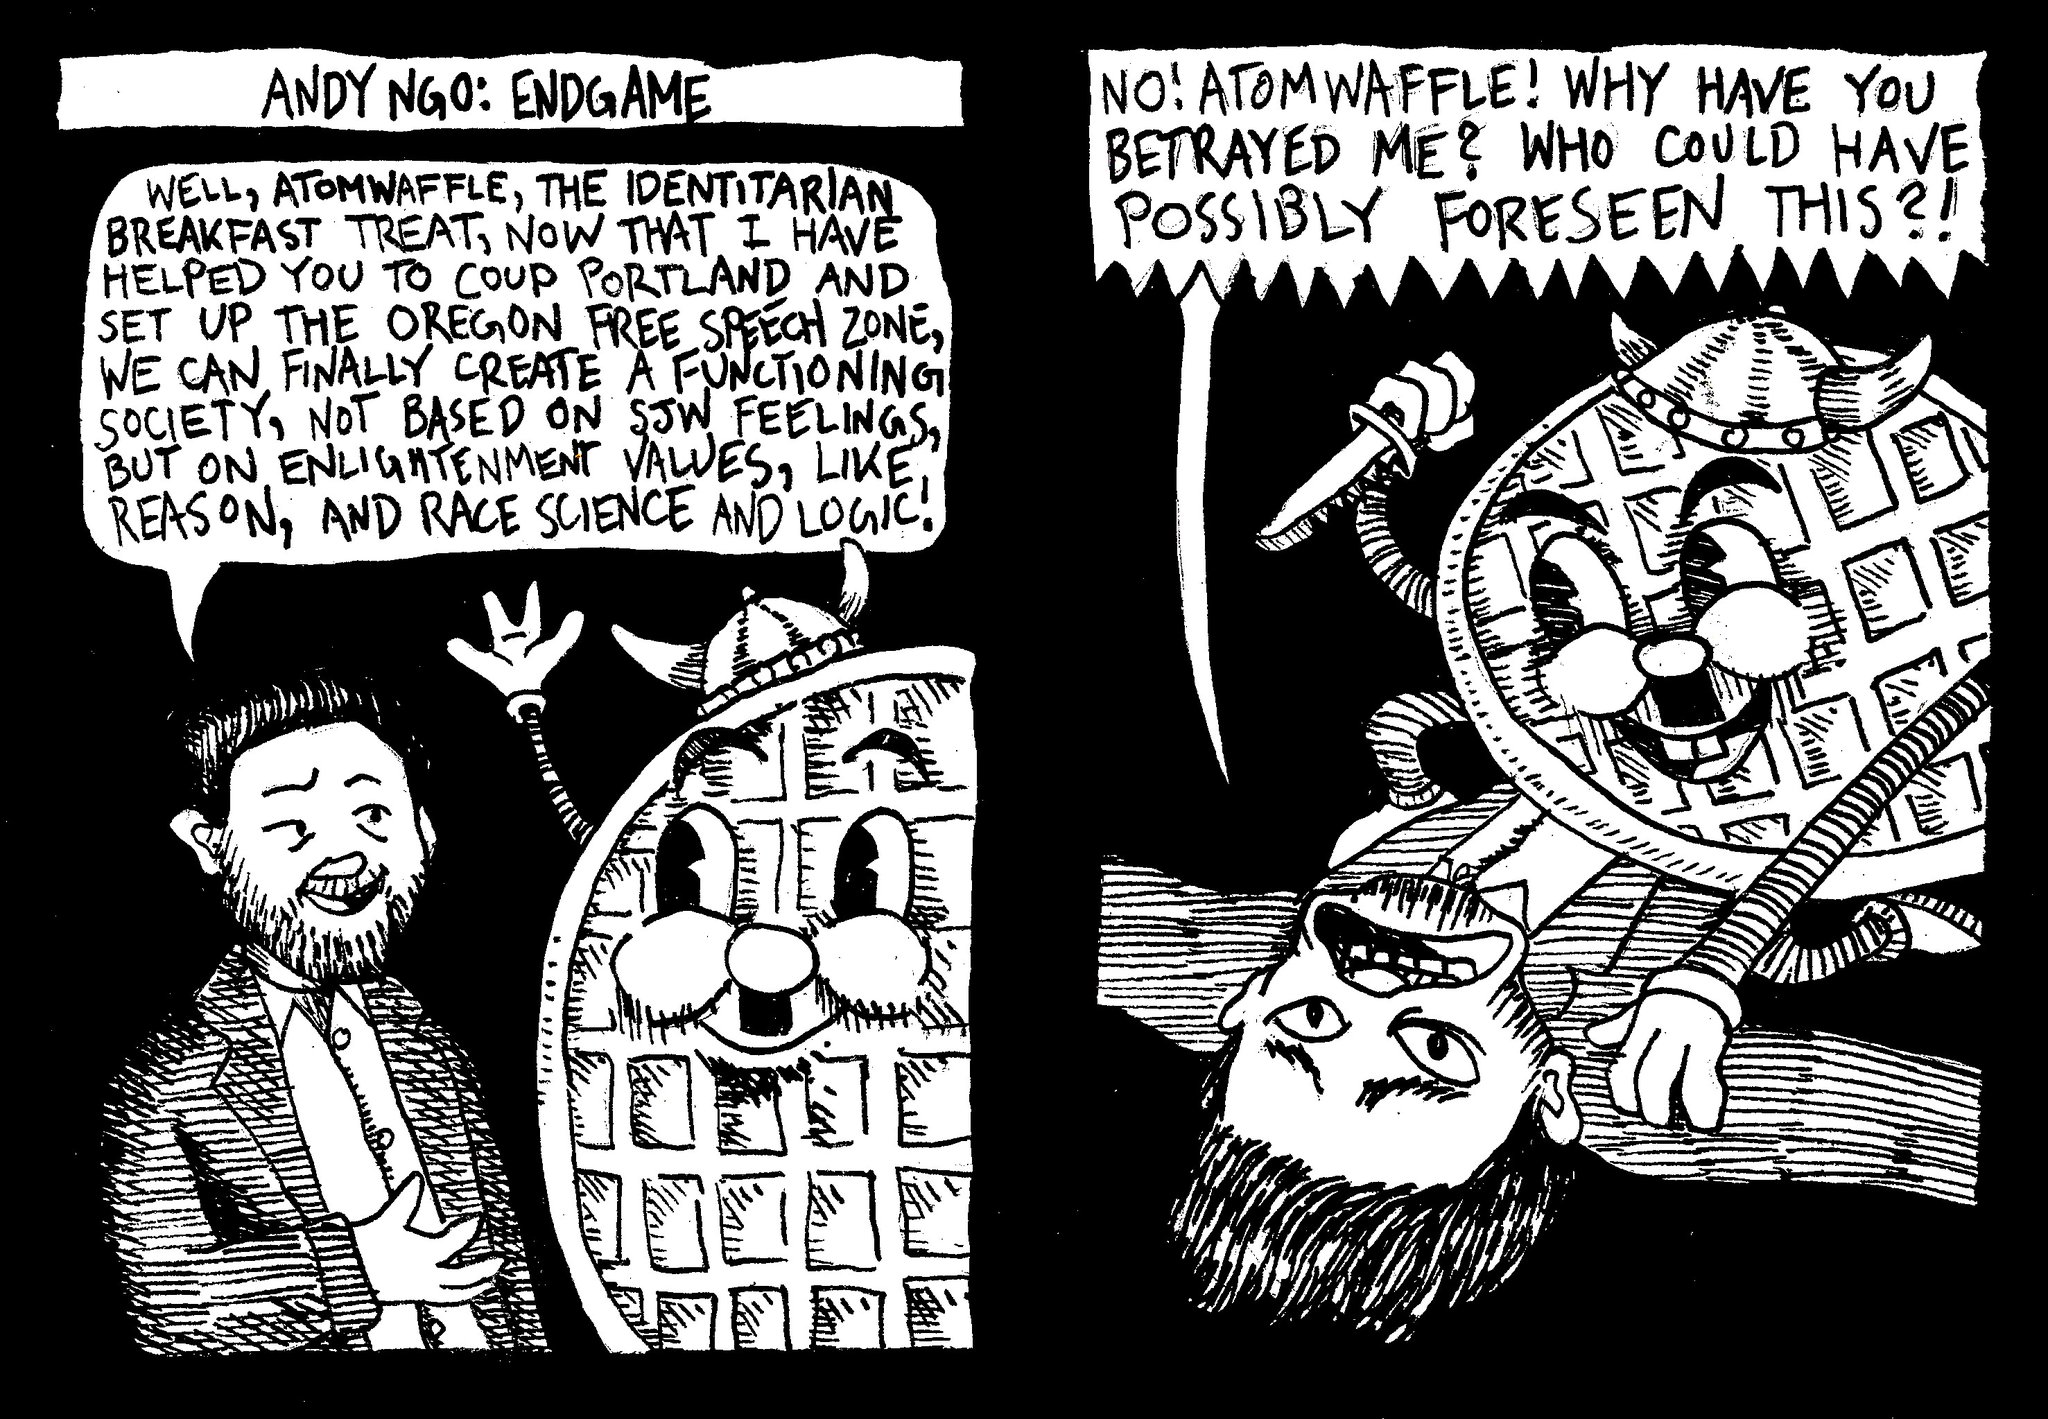 ANDY NGO: ENDGAME
WELL, ATOMWAFFLE, THE IDENTITARIAN
BREAKFAST TREAT, NOW THAT I HAVE
HELPED YOU TO COUP PORTLAND AND
SET UP THE OREGON FREE SPEECH ZONE,
WE CAN FINALLY CREATE A FUNCTIONING
SOCIETY, NOT BASED ON SJW FEELINGS,
BUT ON ENLIGHTENMENT VALUES, LIKE
REASON, AND RACE SCIENCE AND LOGIC!
NO! ATOMWAFFLE! WHY HAVE YOU
BETRAYED ME? WHO COULD HAVE
POSSIBLY FORESEEN THIS?!